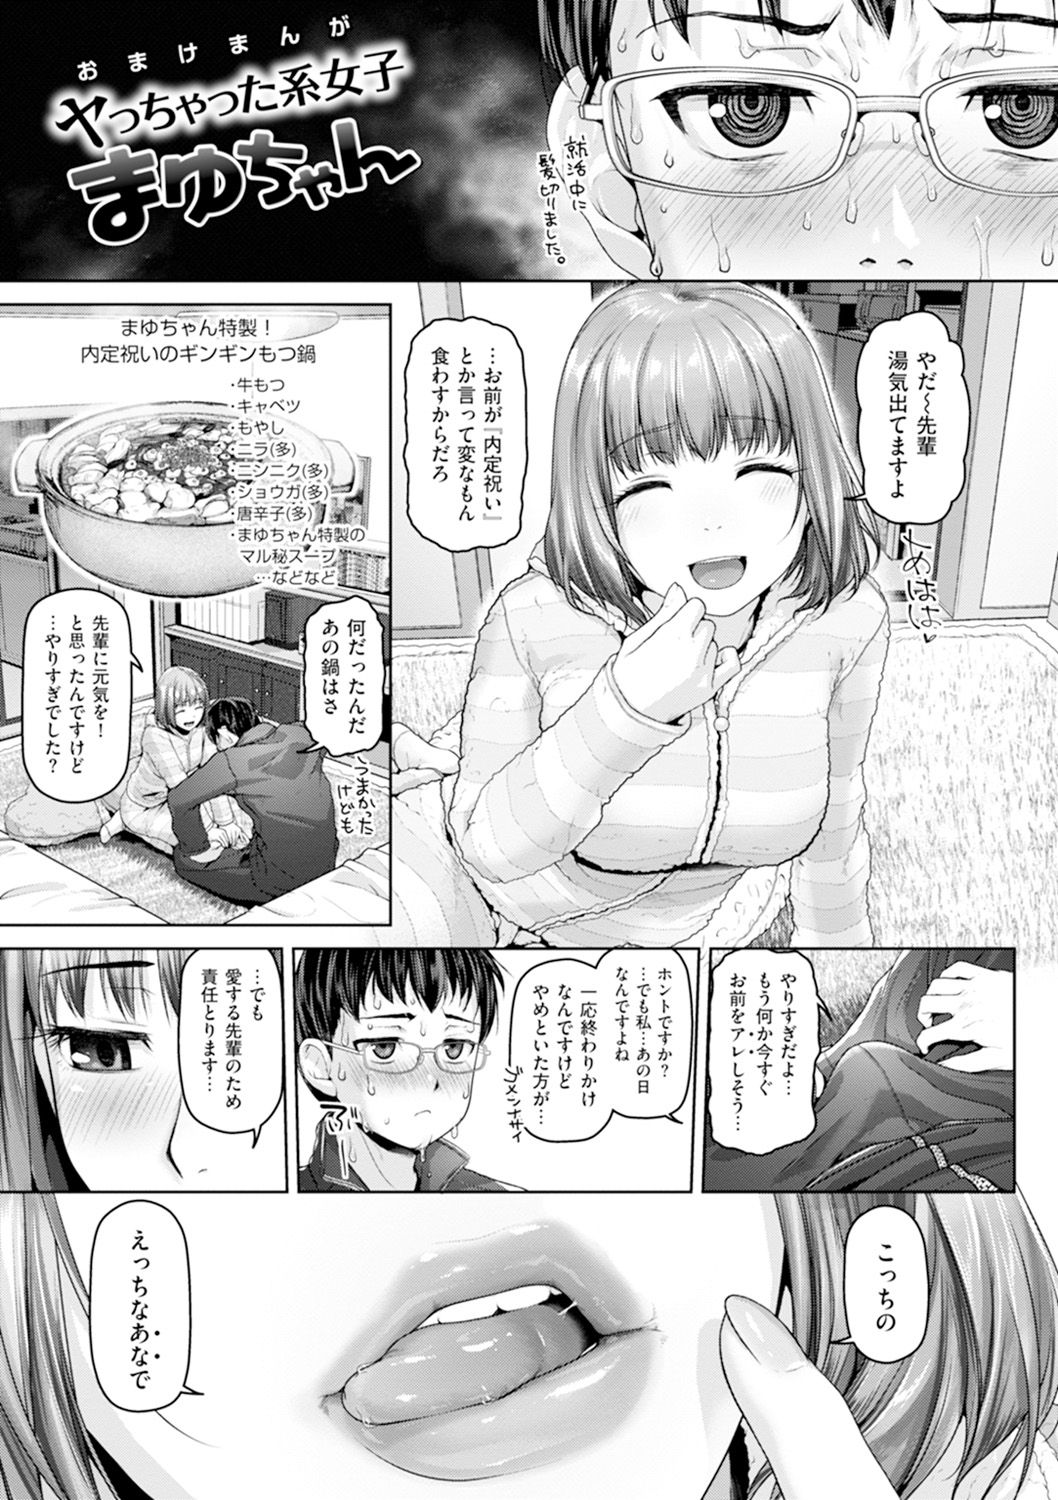 おまけまんが
ヤっちゃった系女子
まゆちゃん
就活中に
髪切りました。
やだ～先輩
湯気出てますよ
あはは♥
…お前が『内定祝い』
とか言って変なもん
食わすからだろ
まゆちゃん特製！
内定祝いのギンギンもつ鍋
・牛もつ
・キャベツ
・もやし
・ニラ(多)
・ニンニク(多)
・ショウガ(多)
・唐辛子(多)
・まゆちゃん特製の
マル秘スープ
…などなど
何だったんだ
あの鍋はさ
うまかった
けども
先輩に元気を！
と思ったんですけど
…やりすぎでした？
やりすぎだよ…
もう何か今すぐ
お前をアレしそう…
ホントですか？
…でも私…あの日
なんですよね
一応終わりかけ
なんですけど
やめといた方が…
ゴメンナサイ
…でも
愛する先輩のため
責任とります…
こっちの
えっちなあなで